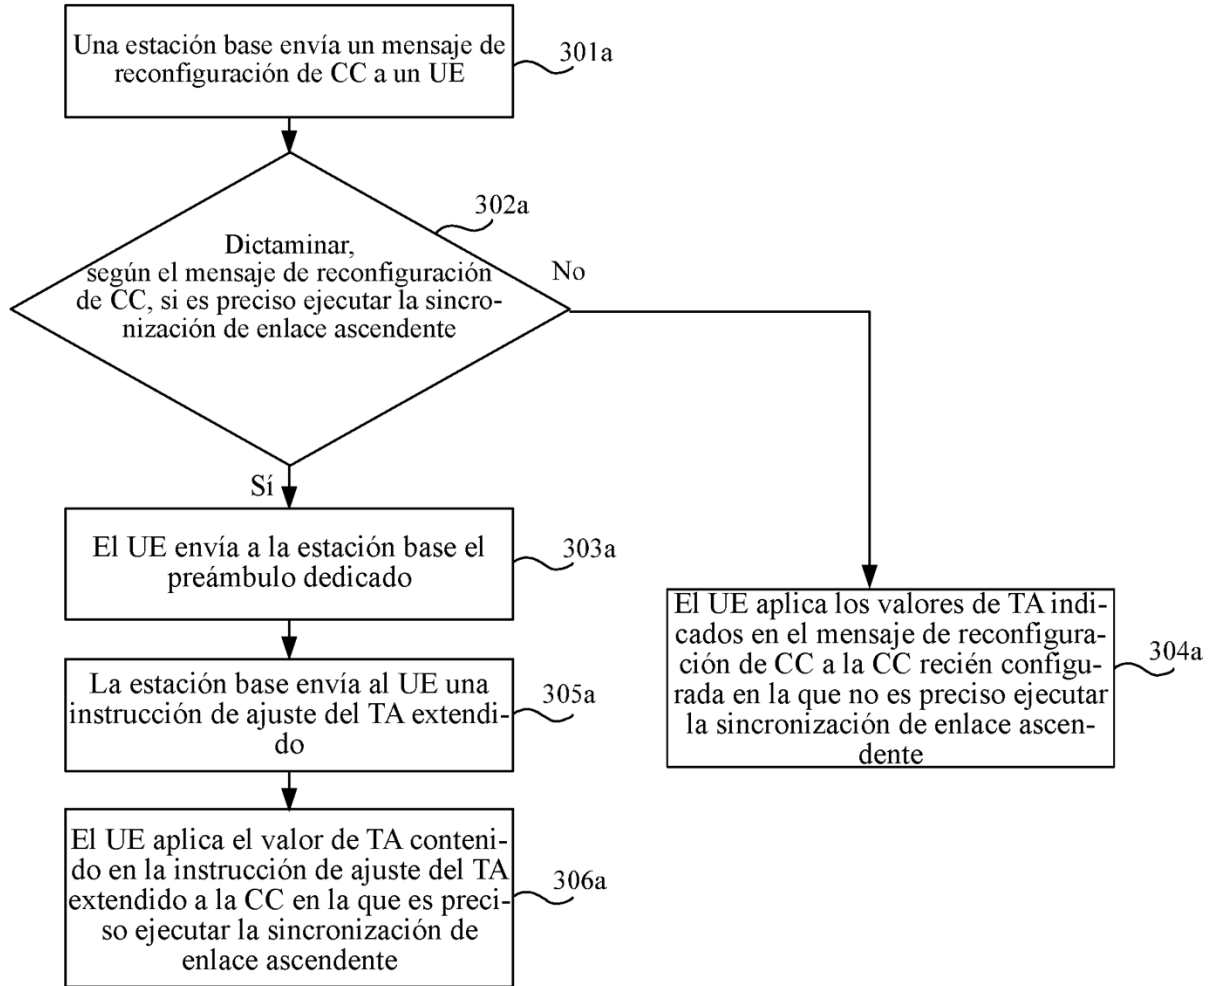 Una estación base envía un mensaje de
reconfiguración de CC a un UE
301a
302a
Dictaminar,
según el mensaje de reconfiguración
de CC, si es preciso ejecutar la sincro-
nización de enlace ascendente
No
Sí
El UE envía a la estación base el
preámbulo dedicado
303a
El UE aplica los valores de TA indi-
cados en el mensaje de reconfigura-
ción de CC a la CC recién configu-
rada en la que no es preciso ejecutar
la sincronización de enlace ascen-
dente
304a
La estación base envía al UE una
instrucción de ajuste del TA extendi-
do
305a
El UE aplica el valor de TA conteni-
do en la instrucción de ajuste del TA
extendido a la CC en la que es preci-
so ejecutar la sincronización de
enlace ascendente
306a